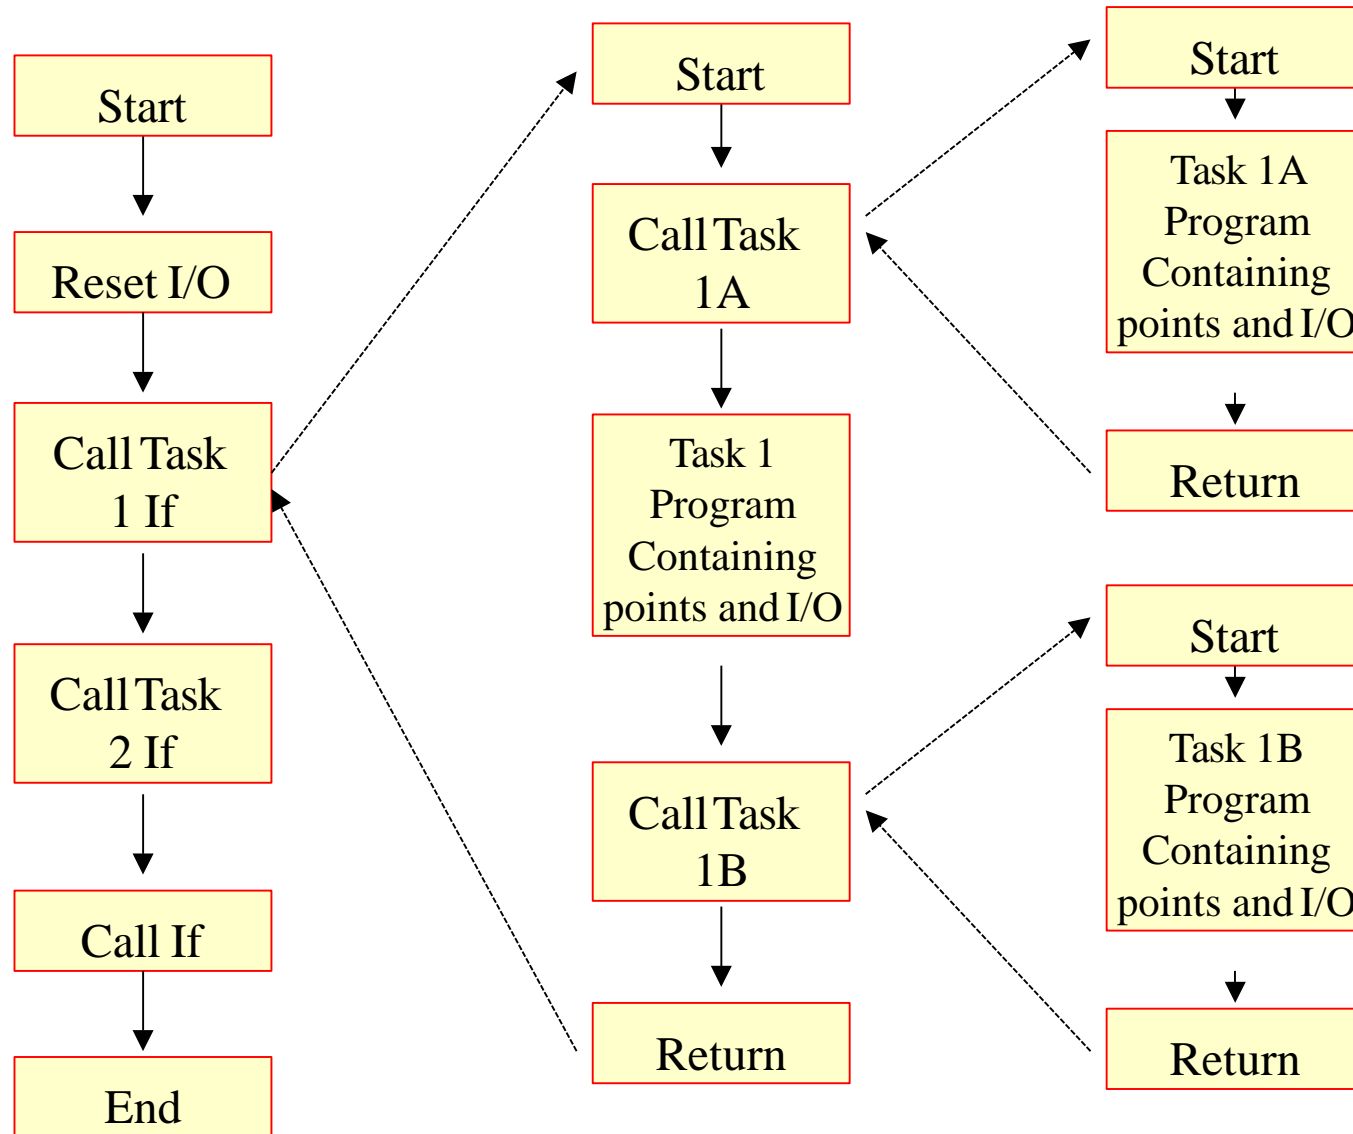 Start
Reset I/O
Call Task
1 If
Call Task
2 If
Call If
End
Start
Call Task
1A
Task 1
Program
Containing
points and I/O
Call Task
1B
Return
Start
Task 1A
Program
Containing
points and I/O
Return
Start
Task 1B
Program
Containing
points and I/O
Return